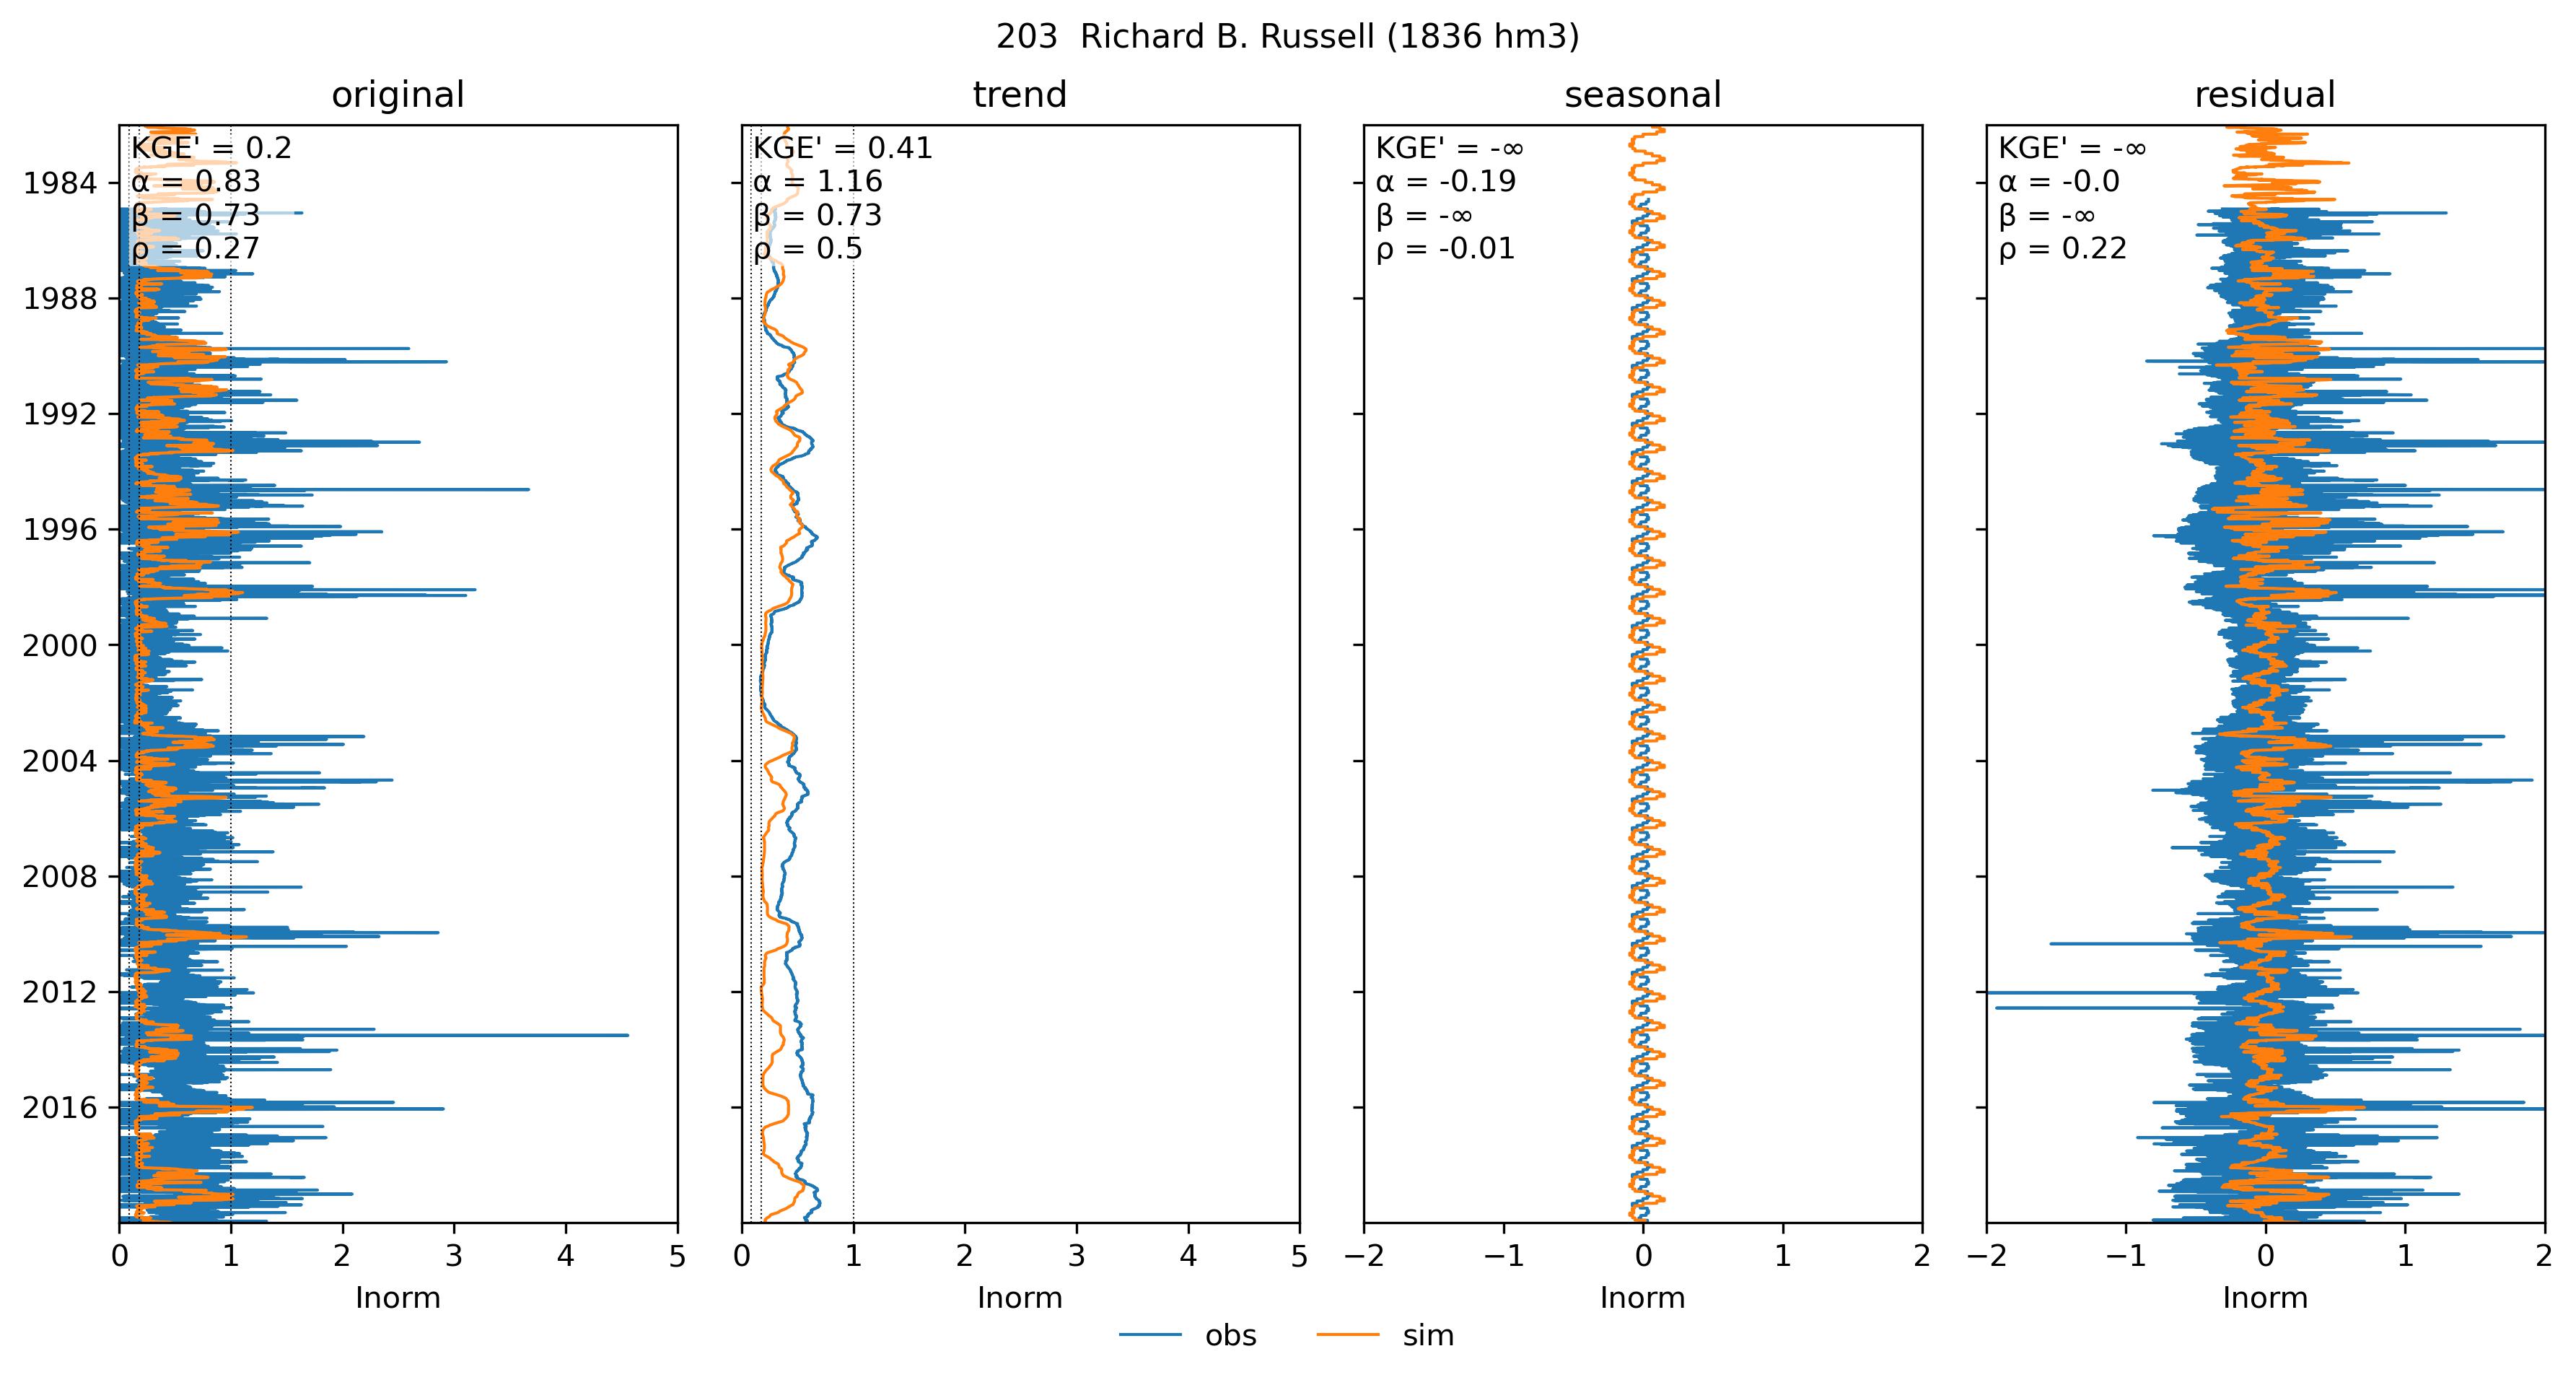 203  Richard B. Russell (1836 hm3)
original
trend
seasonal
residual
KGE' = 0.2
α = 0.83
β = 0.73
ρ = 0.27
KGE' = 0.41
α = 1.16
β = 0.73
ρ = 0.5
KGE' = -∞
α = -0.19
β = -∞
ρ = -0.01
KGE' = -∞
α = -0.0
β = -∞
ρ = 0.22
1984
1988
1992
1996
2000
2004
2008
2012
2016
0 1 2 3 4 5
0 1 2 3 4 5
−2 −1 0 1 2
−2 −1 0 1 2
Inorm
Inorm
Inorm
Inorm
obs
sim